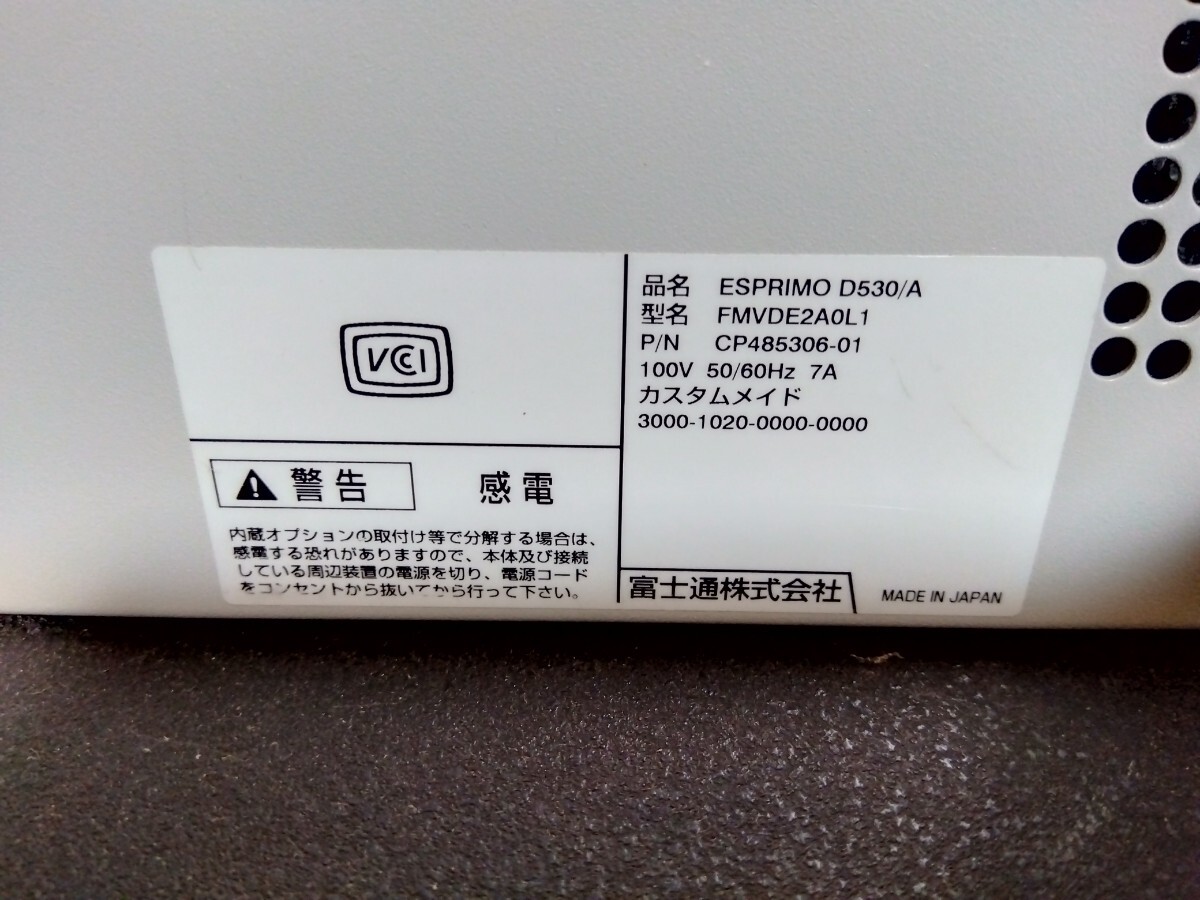 VCCI
警告 感電
内蔵オプションの取付け等で分解する場合は、
感電する恐れがありますので、本体及び接続
している周辺装置の電源を切り、電源コード
をコンセントから抜いてから行って下さい。
品名 ESPRIMO D530/A
型名 FMVDE2A0L1
P/N CP485306-01
100V 50/60Hz 7A
カスタムメイド
3000-1020-0000-0000
富士通株式会社 MADE IN JAPAN